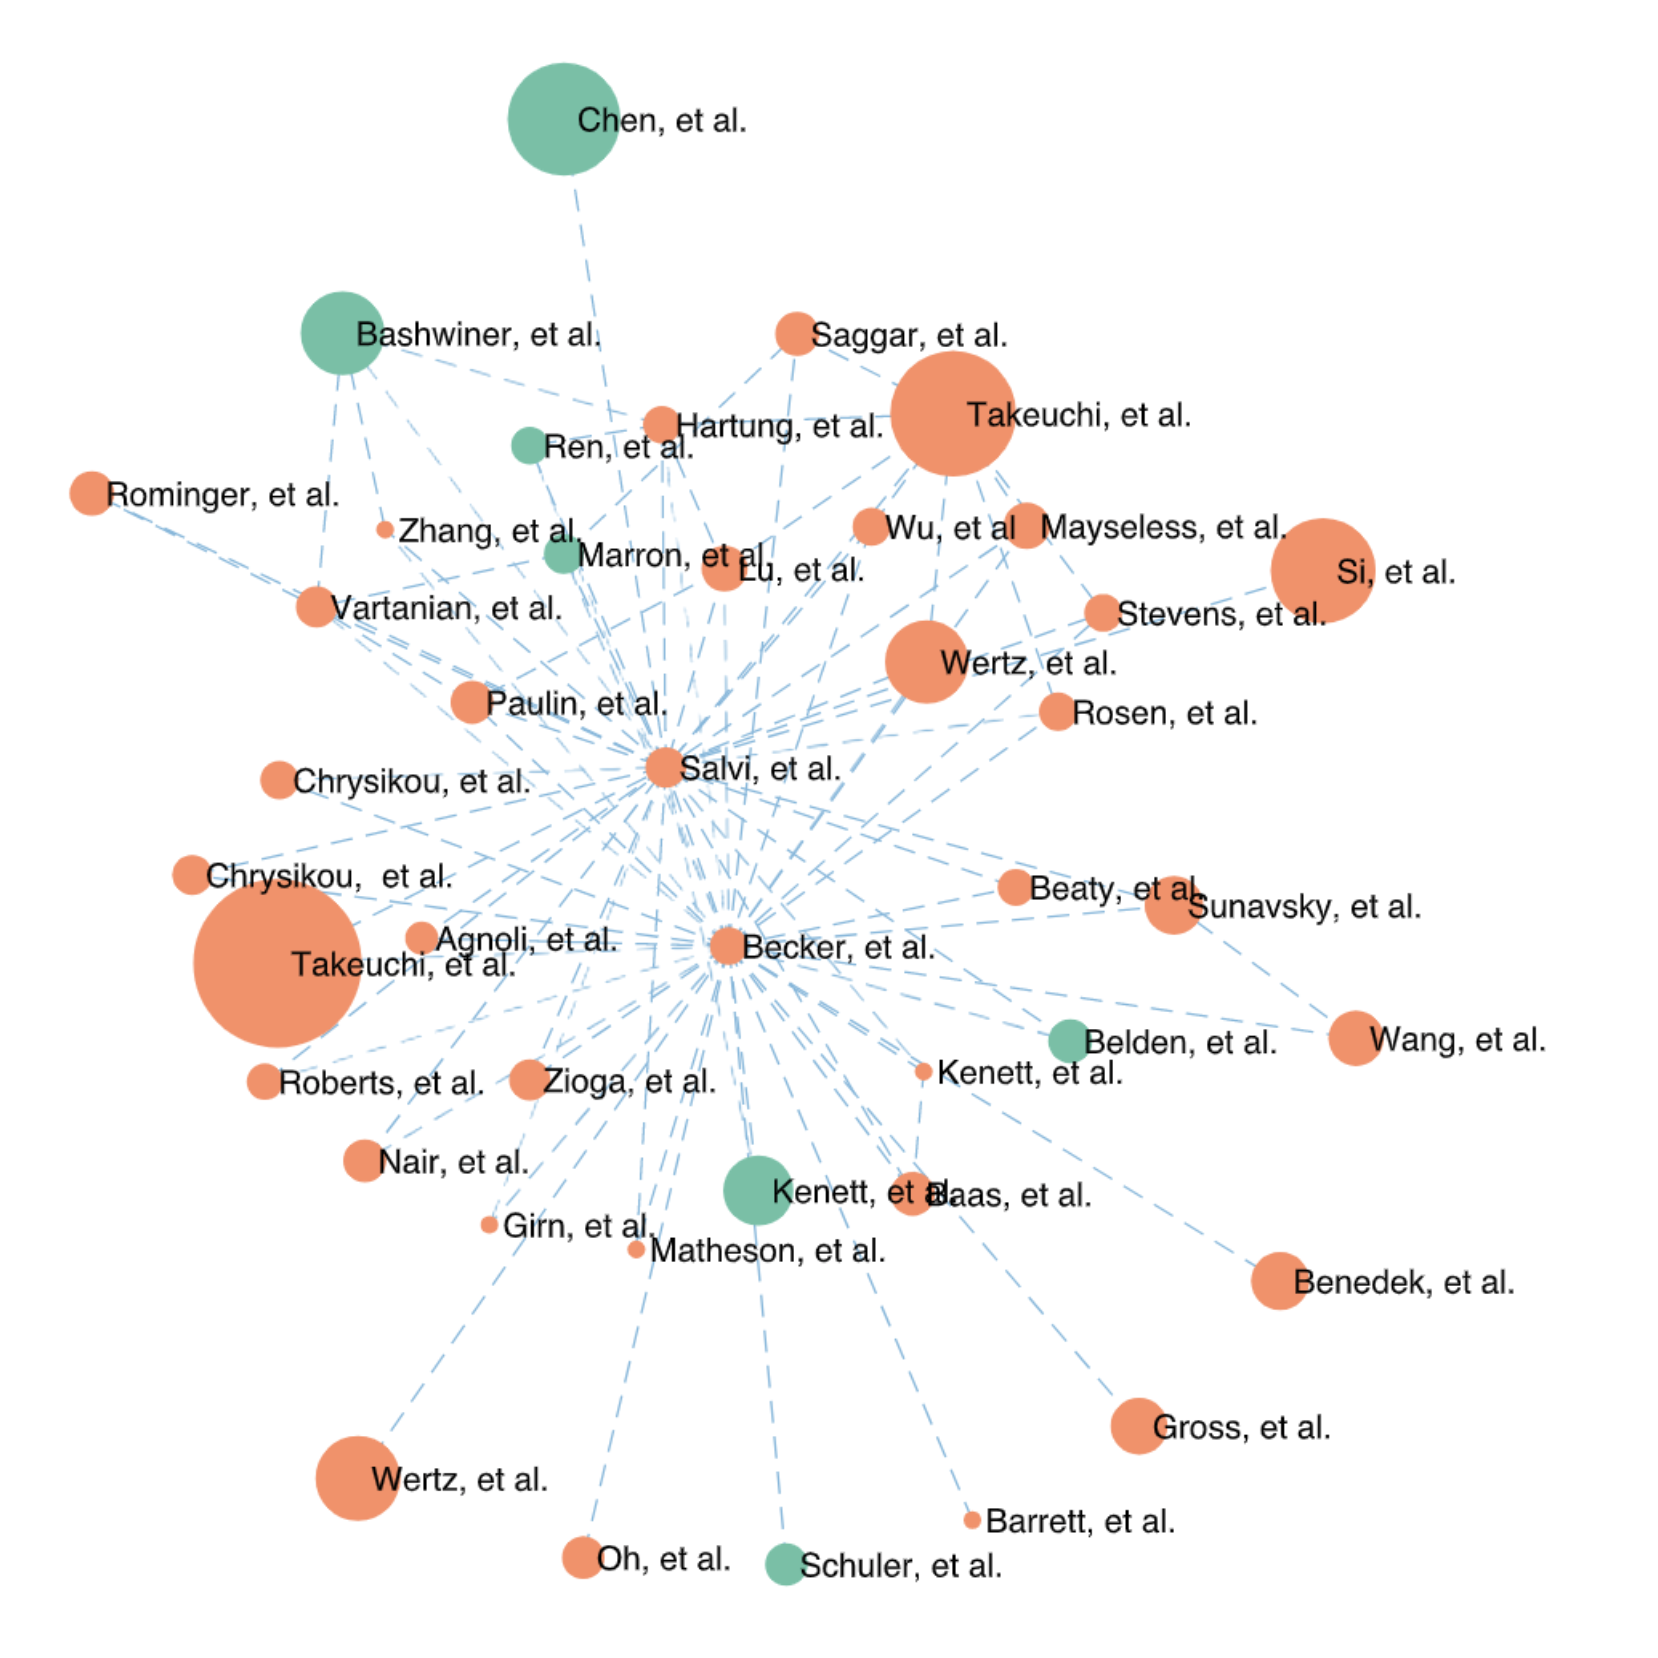 Chen, et al.
Bashwiner, et al.
Saggar, et al.
Takeuchi, et al.
Hartung, et al.
Ren, et al.
Rominger, et al.
Zhang, et al.
Wu, et al
Mayseless, et al.
Marron, et al.
Lu, et al.
Si, et al.
Vartanian, et al.
Stevens, et al.
Wertz, et al.
Paulin, et al.
Rosen, et al.
Salvi, et al.
Chrysikou, et al.
Chrysikou,  et al.
Beaty, et al.
Sunavsky, et al.
Agnoli, et al.
Becker, et al.
Takeuchi, et al.
Belden, et al.
Wang, et al.
Kenett, et al.
Roberts, et al.
Zioga, et al.
Nair, et al.
Kenett, et al.
Baas, et al.
Girn, et al.
Matheson, et al.
Benedek, et al.
Gross, et al.
Wertz, et al.
Barrett, et al.
Oh, et al.
Schuler, et al.